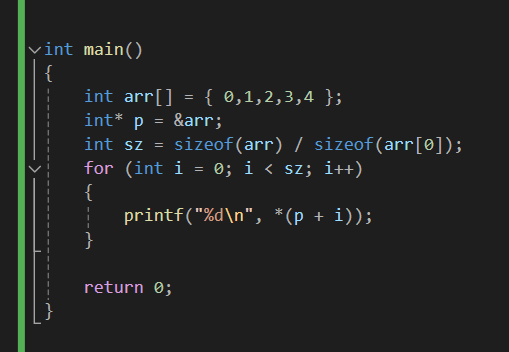 int main()
{
    int arr[] = { 0,1,2,3,4 };
    int* p = &arr;
    int sz = sizeof(arr) / sizeof(arr[0]);
    for (int i = 0; i < sz; i++)
    {
        printf("%d\n", *(p + i));
    }

    return 0;
}